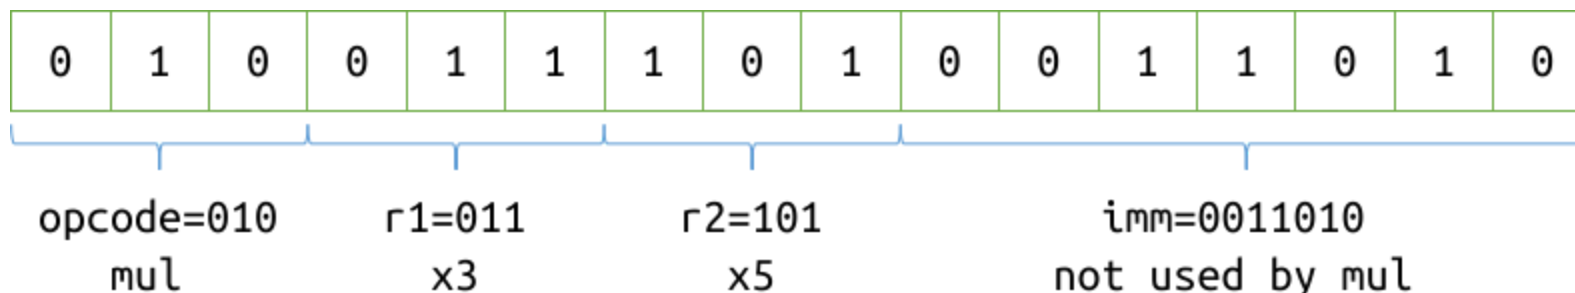 0 1 0 0 1 1 1 0 1 0 0 1 1 0 1 0
opcode=010 r1=011 r2=101 imm=0011010
mul x3 x5 not used by mul